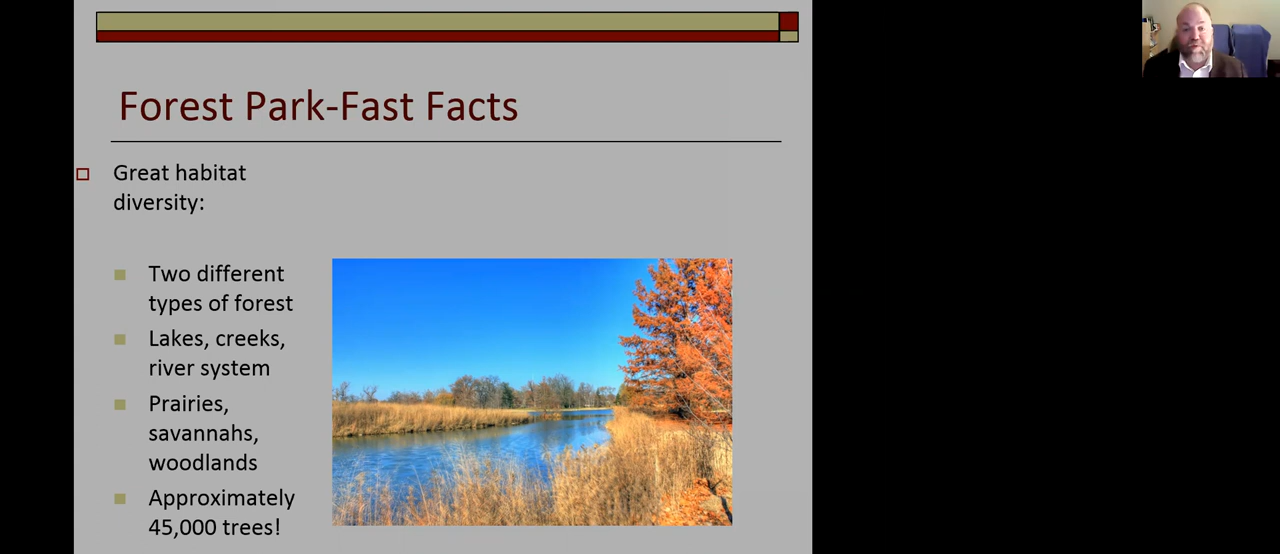 Forest Park-Fast Facts
Great habitat
diversity:
Two different
types of forest
Lakes, creeks,
river system
Prairies,
savannahs,
woodlands
Approximately
45,000 trees!